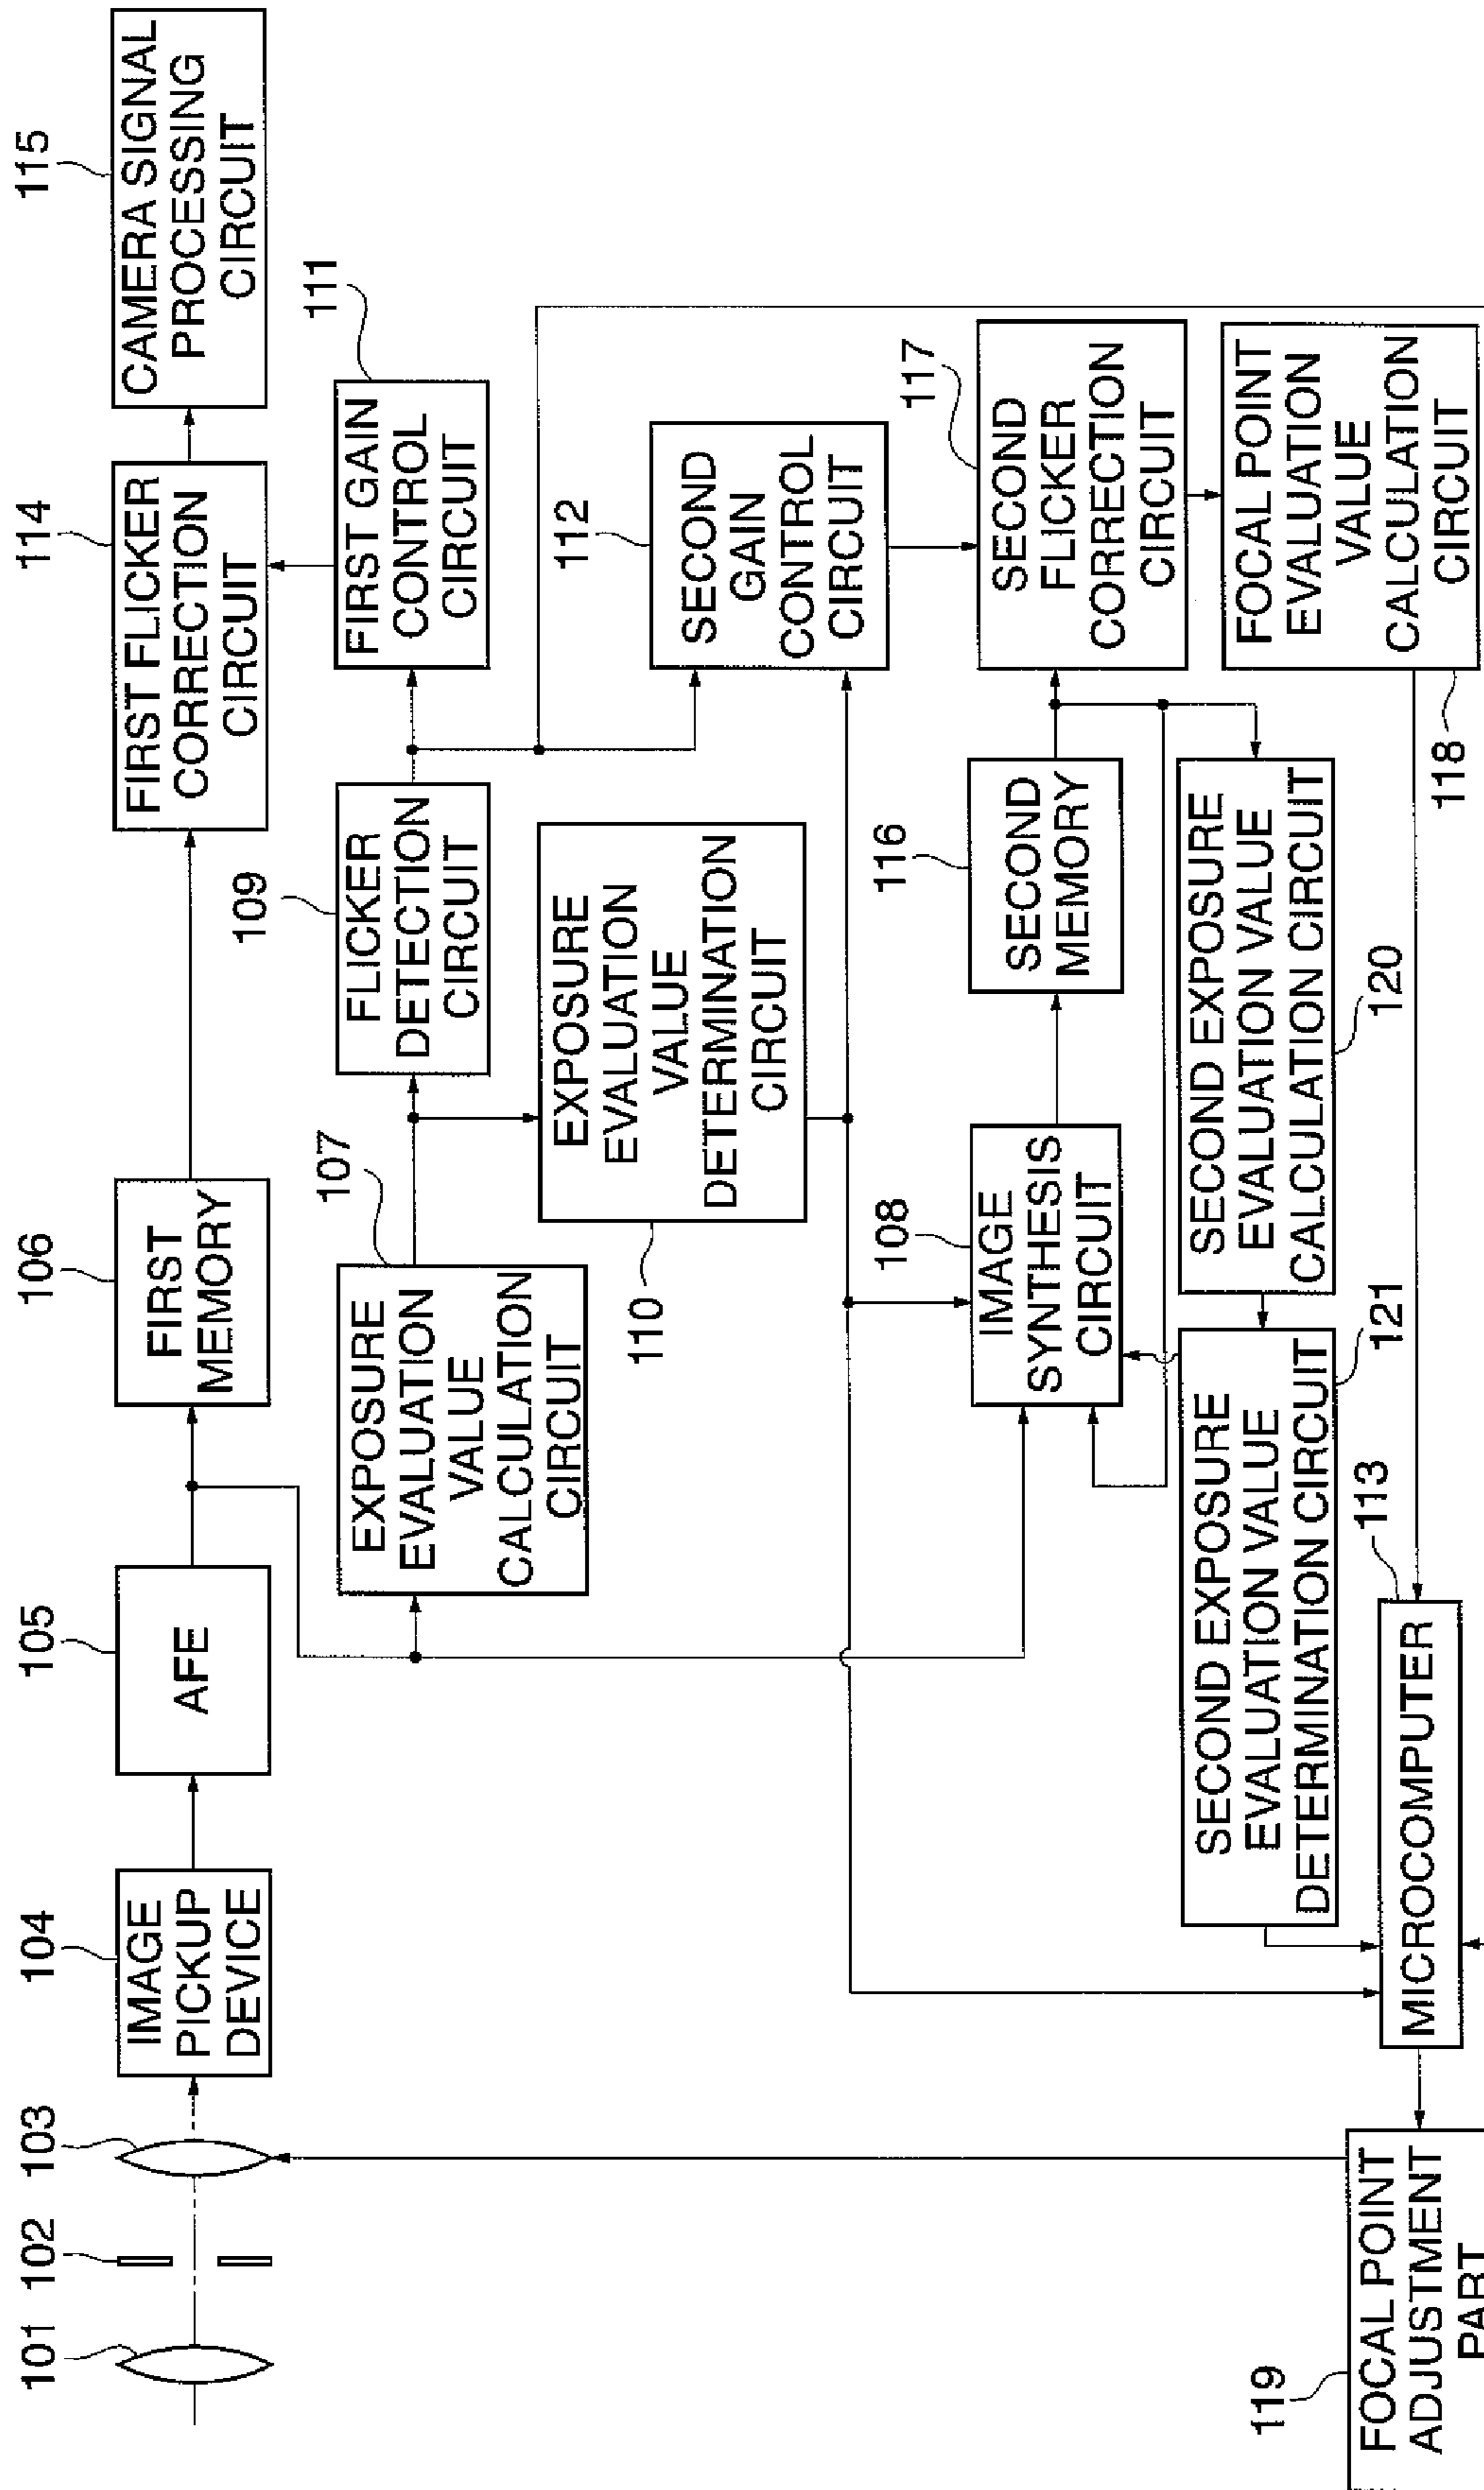 101
102
103
104
IMAGE
PICKUP
DEVICE
105
AFE
106
FIRST
MEMORY
114
FIRST FLICKER
CORRECTION
CIRCUIT
115
CAMERA SIGNAL
PROCESSING
CIRCUIT
107
EXPOSURE
EVALUATION
VALUE
CALCULATION
CIRCUIT
109
FLICKER
DETECTION
CIRCUIT
111
FIRST GAIN
CONTROL
CIRCUIT
110
EXPOSURE
EVALUATION
VALUE
DETERMINATION
CIRCUIT
112
SECOND
GAIN
CONTROL
CIRCUIT
108
IMAGE
SYNTHESIS
CIRCUIT
116
SECOND
MEMORY
117
SECOND
FLICKER
CORRECTION
CIRCUIT
121
SECOND EXPOSURE
EVALUATION VALUE
DETERMINATION CIRCUIT
120
SECOND EXPOSURE
EVALUATION VALUE
CALCULATION CIRCUIT
118
FOCAL POINT
EVALUATION
VALUE
CALCULATION
CIRCUIT
119
FOCAL POINT
ADJUSTMENT
PART
113
MICROCOMPUTER